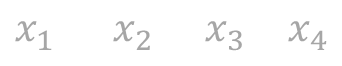 x₁ x₂ x₃ x₄